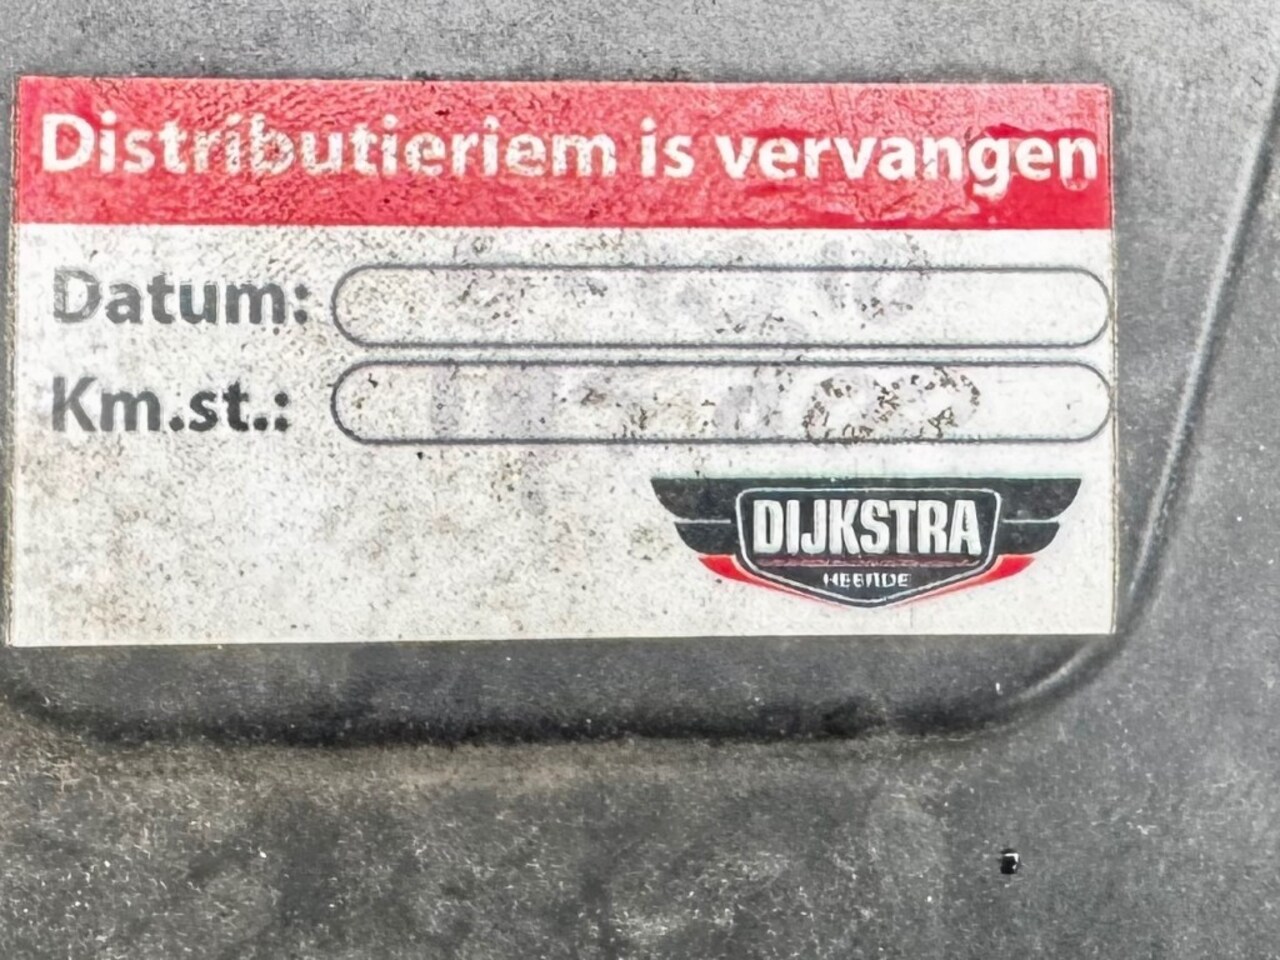 Distributieriem is vervangen
Datum:
Km.st.:
DIJKSTRA